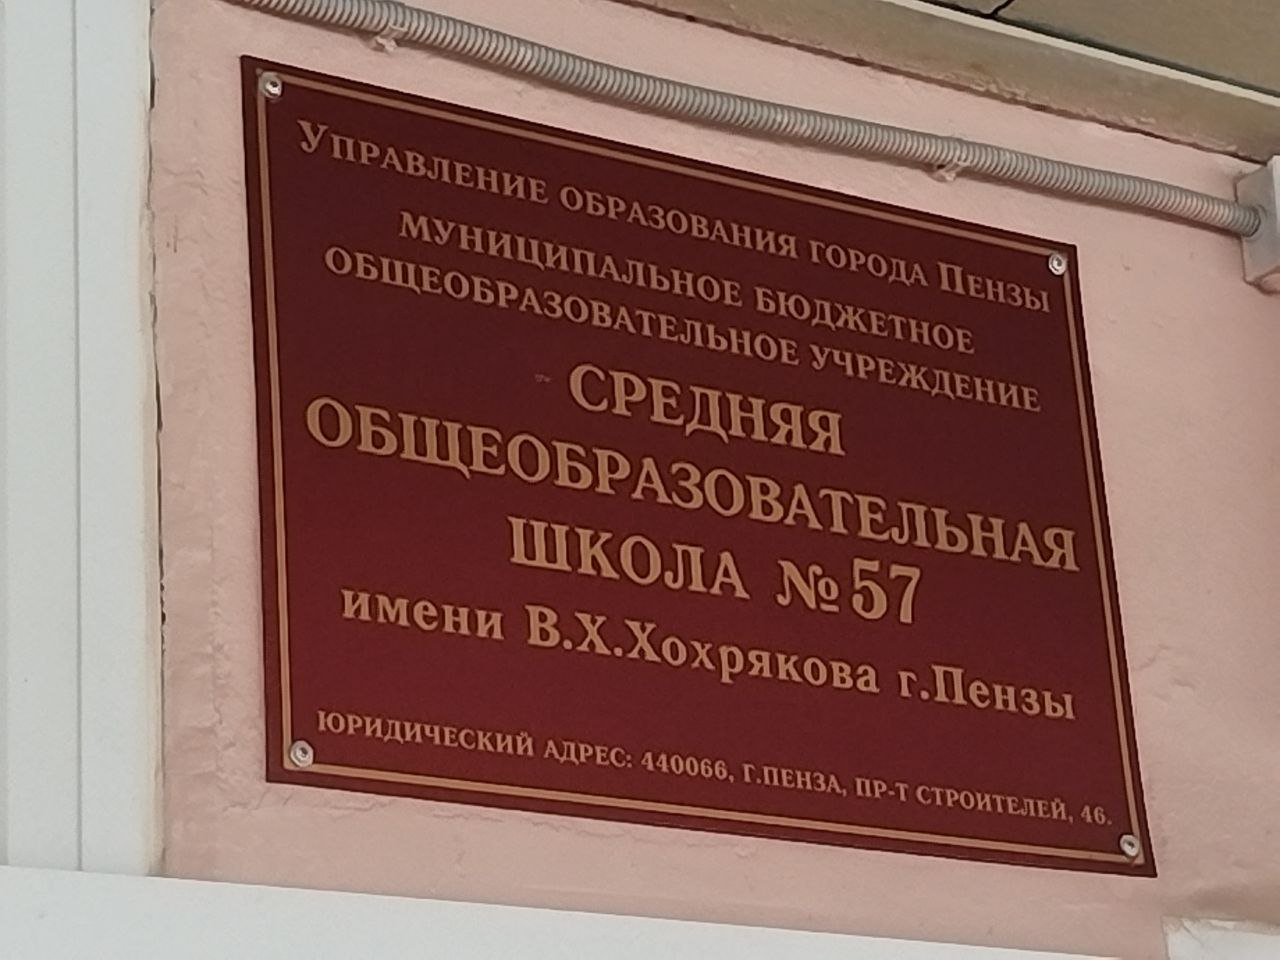 Управление образования города Пензы
МУНИЦИПАЛЬНОЕ БЮДЖЕТНОЕ
ОБЩЕОБРАЗОВАТЕЛЬНОЕ УЧРЕЖДЕНИЕ
СРЕДНЯЯ
ОБЩЕОБРАЗОВАТЕЛЬНАЯ
ШКОЛА №57
имени В.Х.Хохрякова г.Пензы
ЮРИДИЧЕСКИЙ АДРЕС: 440066, Г.ПЕНЗА, ПР-Т СТРОИТЕЛЕЙ, 46.